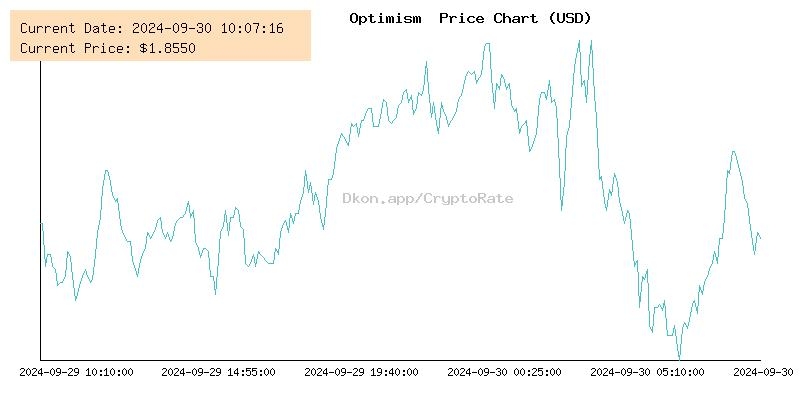 Optimism Price Chart (USD)
Current Date: 2024-09-30 10:07:16
Current Price: $1.8550
Dkon.app/CryptoRate
2024-09-29 10:10:00 2024-09-29 14:55:00 2024-09-29 19:40:00 2024-09-30 00:25:00 2024-09-30 05:10:00 2024-09-30